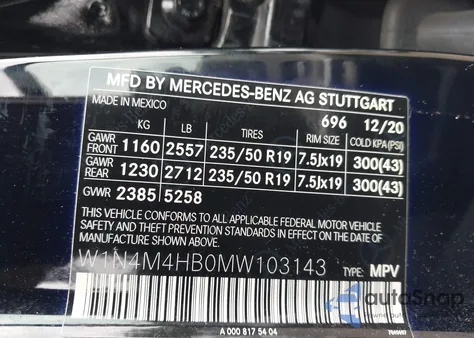 MFD BY MERCEDES-BENZ AG STUTTGART
MADE IN MEXICO 696 12/20
KG LB TIRES RIM SIZE COLD KPA(PSI)
GAWR FRONT 1160 2557 235/50 R19 7.5Jx19 300(43)
GAWR REAR 1230 2712 235/50 R19 7.5Jx19 300(43)
GVWR 2385 5258
THIS VEHICLE CONFORMS TO ALL APPLICABLE FEDERAL MOTOR VEHICLE
SAFETY AND THEFT PREVENTION STANDARDS IN EFFECT ON THE DATE OF
MANUFACTURE SHOWN ABOVE.
W1N4M4HB0MW103143 TYPE: MPV
A 000 817 54 04
autoSnap